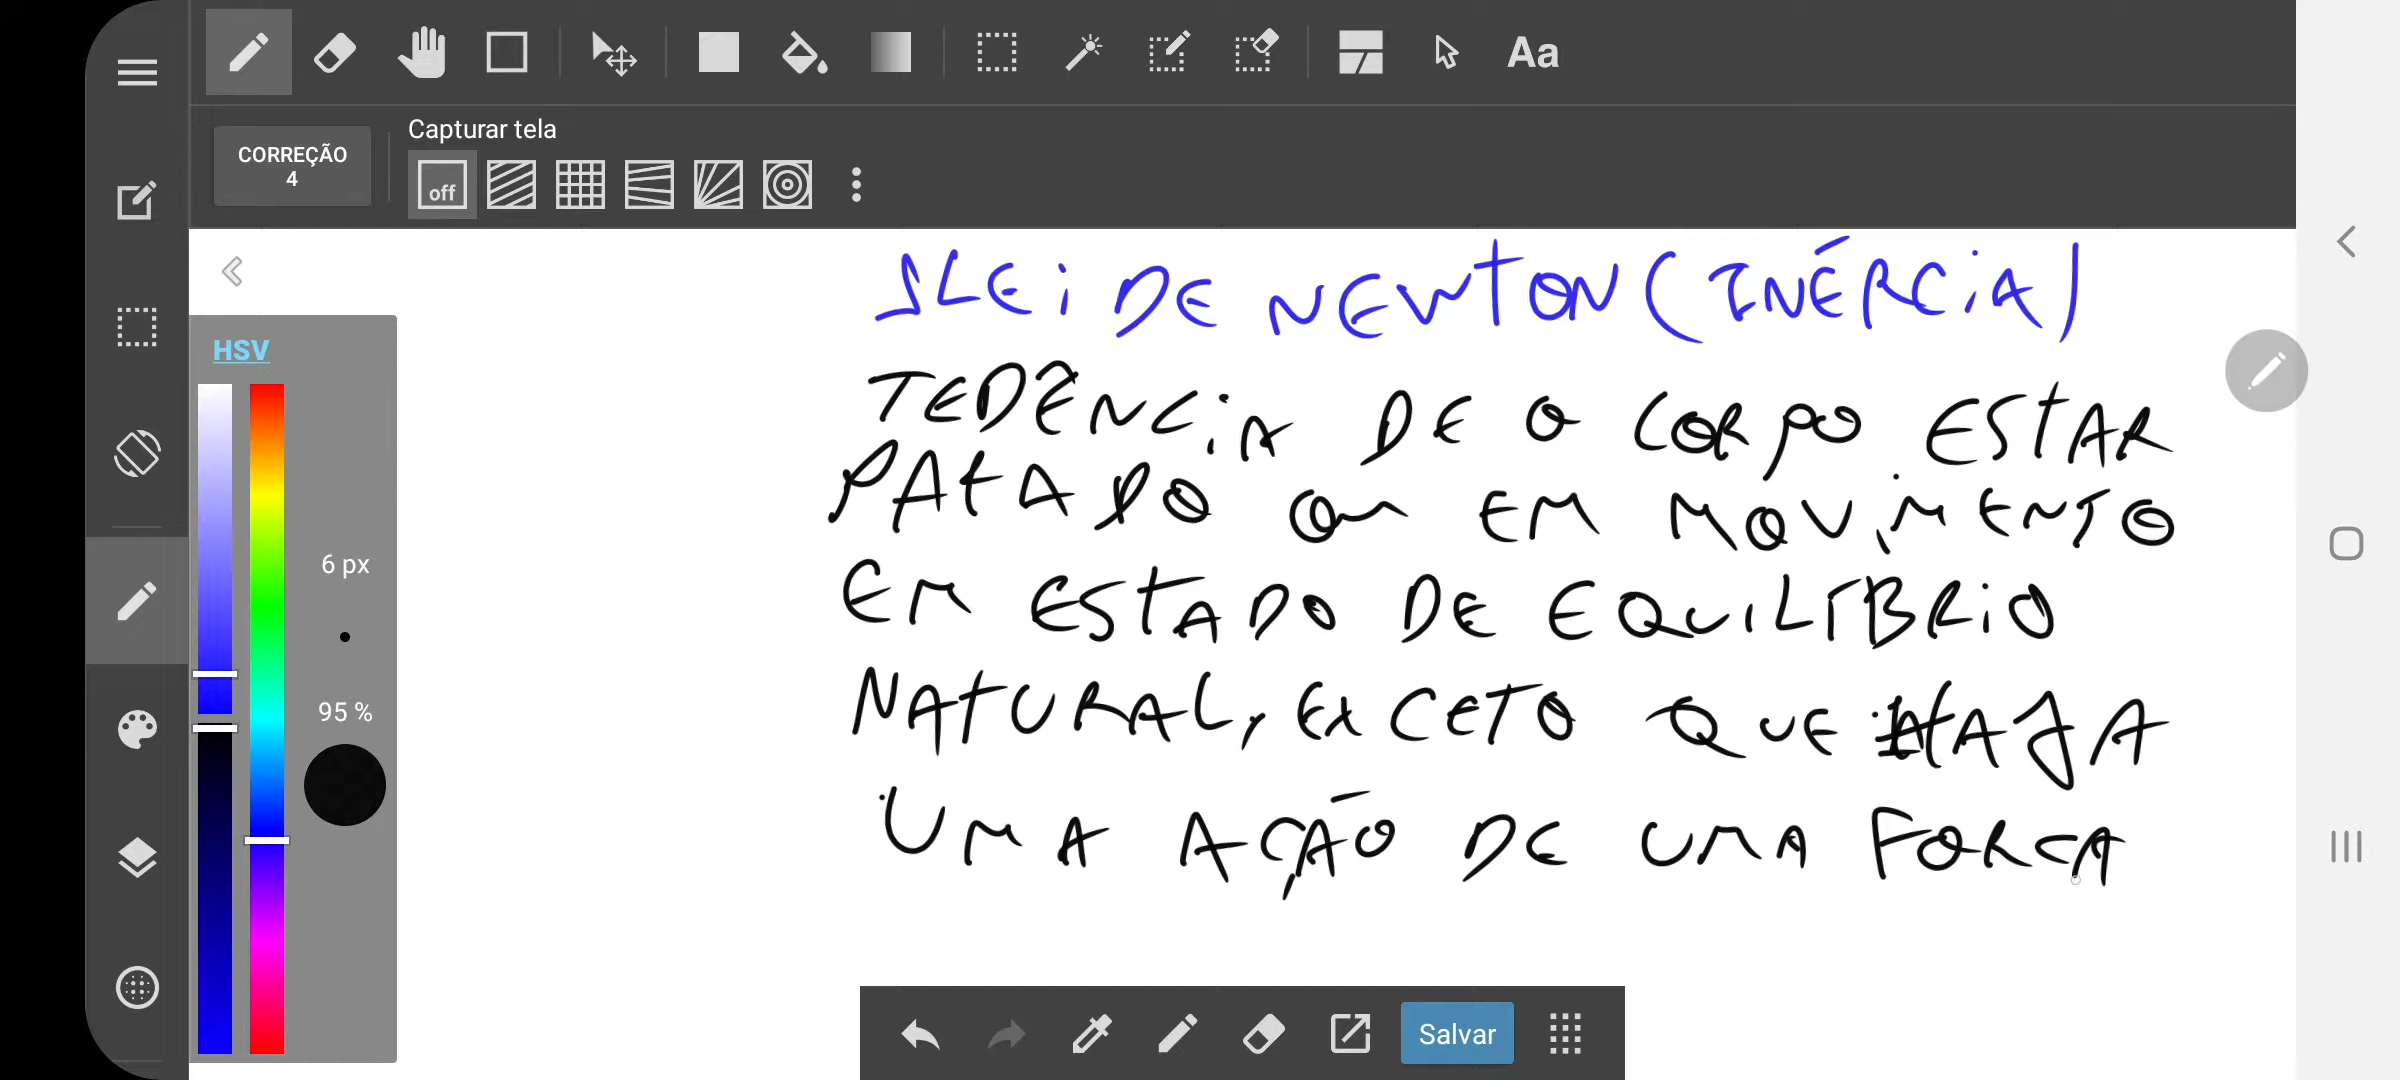 Aa
CORREÇÃO
4
Capturar tela
off
HSV
6 px
95 %
1LEI DE NEWTON (INÉRCIA)
TEDÊNCIA DE O CORPO ESTAR
PARADO OU EM MOVIMENTO
EM ESTADO DE EQUILÍBRIO
NATURAL, EXCETO QUE HAJA
UMA AÇÃO DE UMA FORCA
Salvar